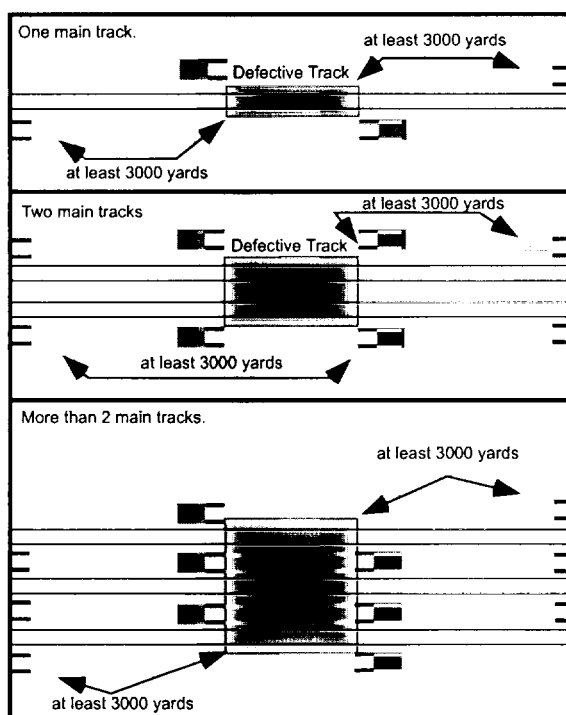 One main track.
at least 3000 yards
Defective Track
at least 3000 yards
Two main tracks
at least 3000 yards
Defective Track
at least 3000 yards
More than 2 main tracks.
at least 3000 yards
at least 3000 yards